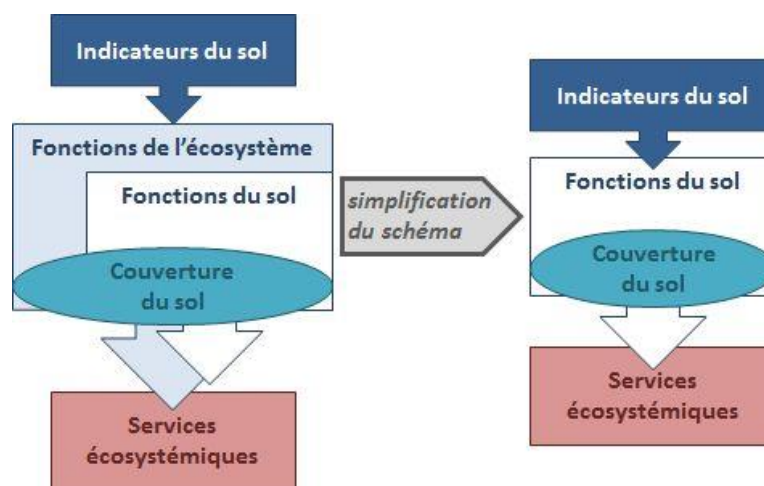 Indicateurs du sol
Fonctions de l'écosystème
Fonctions du sol
Couverture
du sol
Services
écosystémiques
simplification
du schéma
Indicateurs du sol
Fonctions du sol
Couverture
du sol
Services
écosystémiques